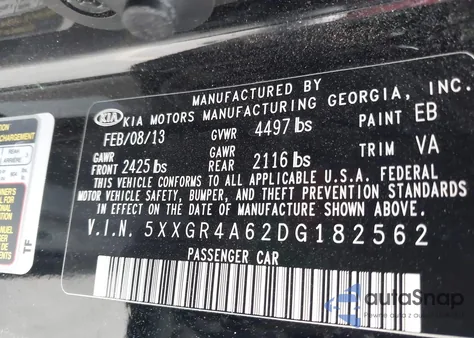 MANUFACTURED BY
KIA KIA MOTORS MANUFACTURING GEORGIA, INC.
FEB/08/13 GVWR 4497 lbs PAINT EB
GAWR FRONT 2425 lbs GAWR REAR 2116 lbs TRIM VA
THIS VEHICLE CONFORMS TO ALL APPLICABLE U.S.A. FEDERAL
MOTOR VEHICLE SAFETY, BUMPER, AND THEFT PREVENTION STANDARDS
IN EFFECT ON THE DATE OF MANUFACTURE SHOWN ABOVE.
V.I.N. 5XXGR4A62DG182562
PASSENGER CAR
TF
autoSnap